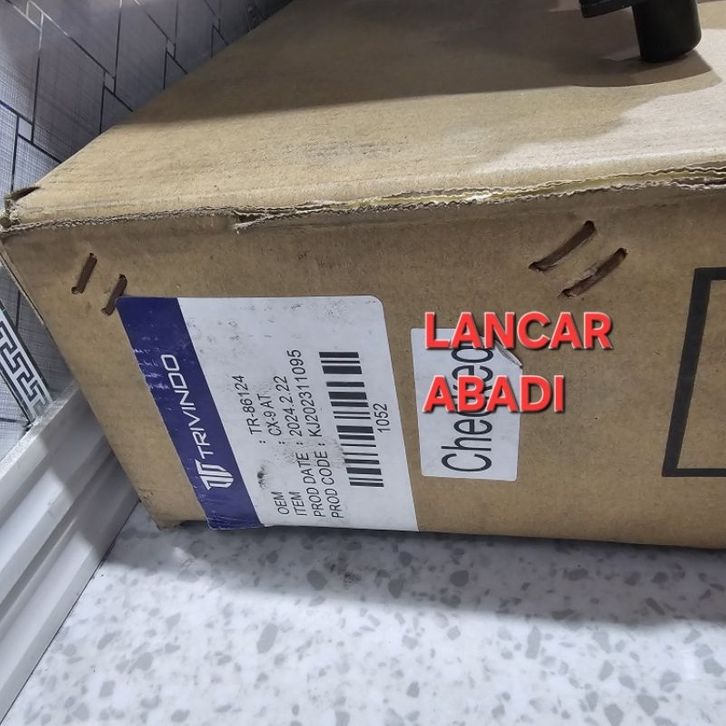 TRIVINDO
OEM : TR-86124
ITEM : CX-9 AT
PROD DATE : 2024.2.22
PROD CODE : KJ202311095
1052
Checked
LANCAR
ABADI